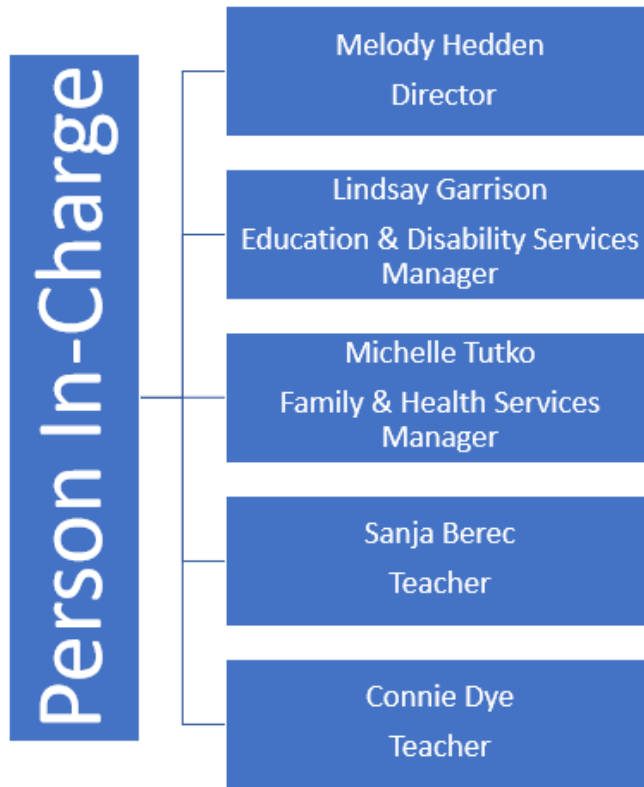 Person In-Charge
Melody Hedden
Director
Lindsay Garrison
Education & Disability Services
Manager
Michelle Tutko
Family & Health Services
Manager
Sanja Berec
Teacher
Connie Dye
Teacher